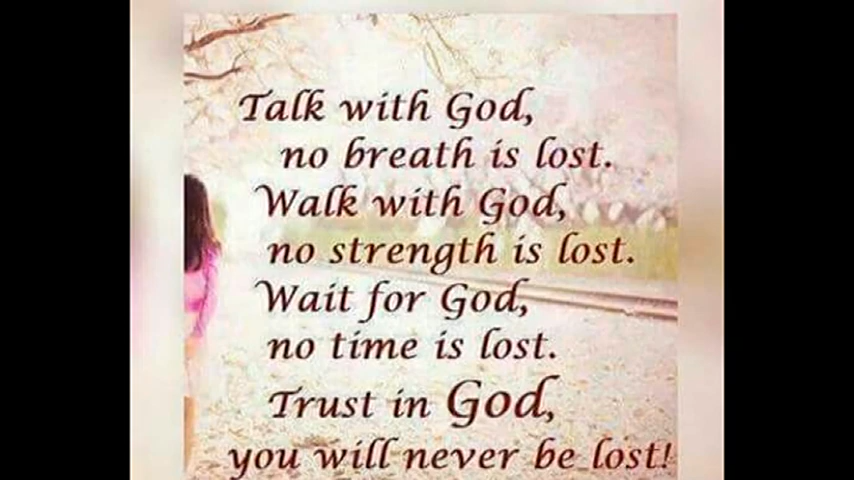 Talk with God,
no breath is lost.
Walk with God,
no strength is lost.
Wait for God,
no time is lost.
Trust in God,
you will never be lost!